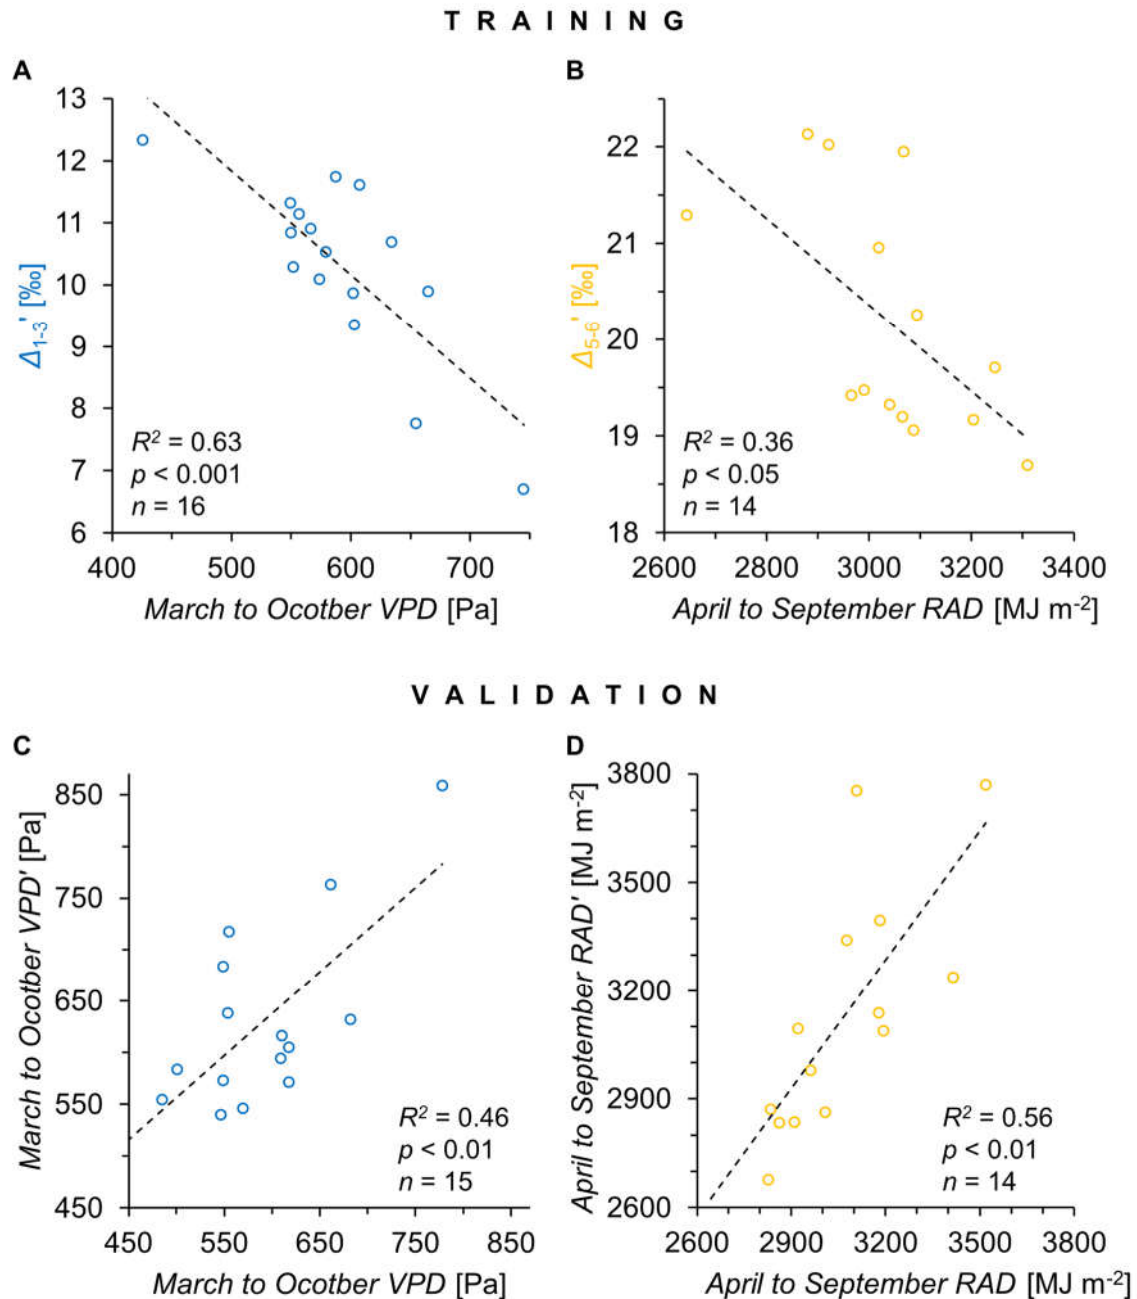 TRAINING
A
Δ1-3' [‰]
13
12
11
10
9
8
7
6
R² = 0.63
p < 0.001
n = 16
400 500 600 700
March to Ocotber VPD [Pa]
B
Δ5-6' [‰]
22
21
20
19
18
R² = 0.36
p < 0.05
n = 14
2600 2800 3000 3200 3400
April to September RAD [MJ m⁻²]
VALIDATION
C
March to Ocotber VPD' [Pa]
850
750
650
550
450
R² = 0.46
p < 0.01
n = 15
450 550 650 750 850
March to Ocotber VPD [Pa]
D
April to September RAD' [MJ m⁻²]
3800
3500
3200
2900
2600
R² = 0.56
p < 0.01
n = 14
2600 2900 3200 3500 3800
April to September RAD [MJ m⁻²]